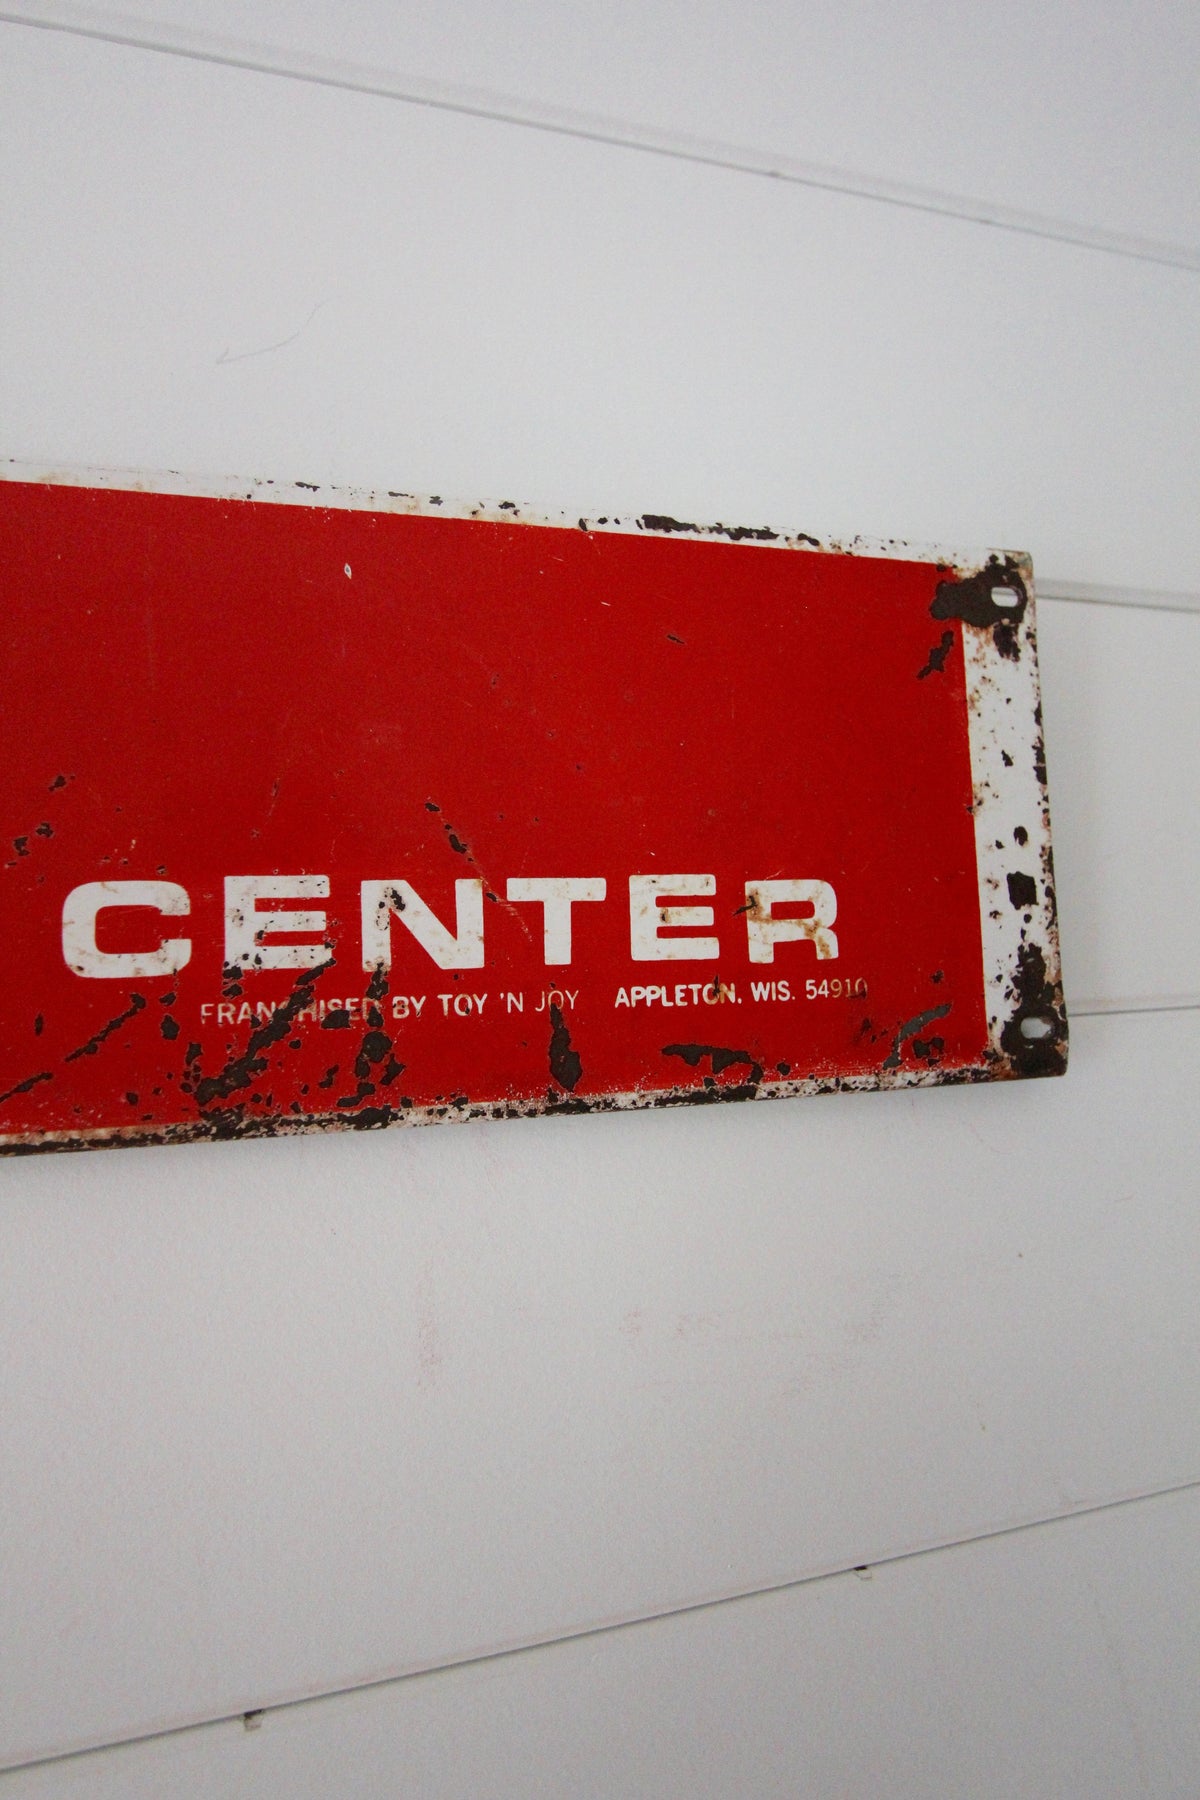 CENTER
FRANCHISED BY TOY 'N JOY APPLETON, WIS. 54910